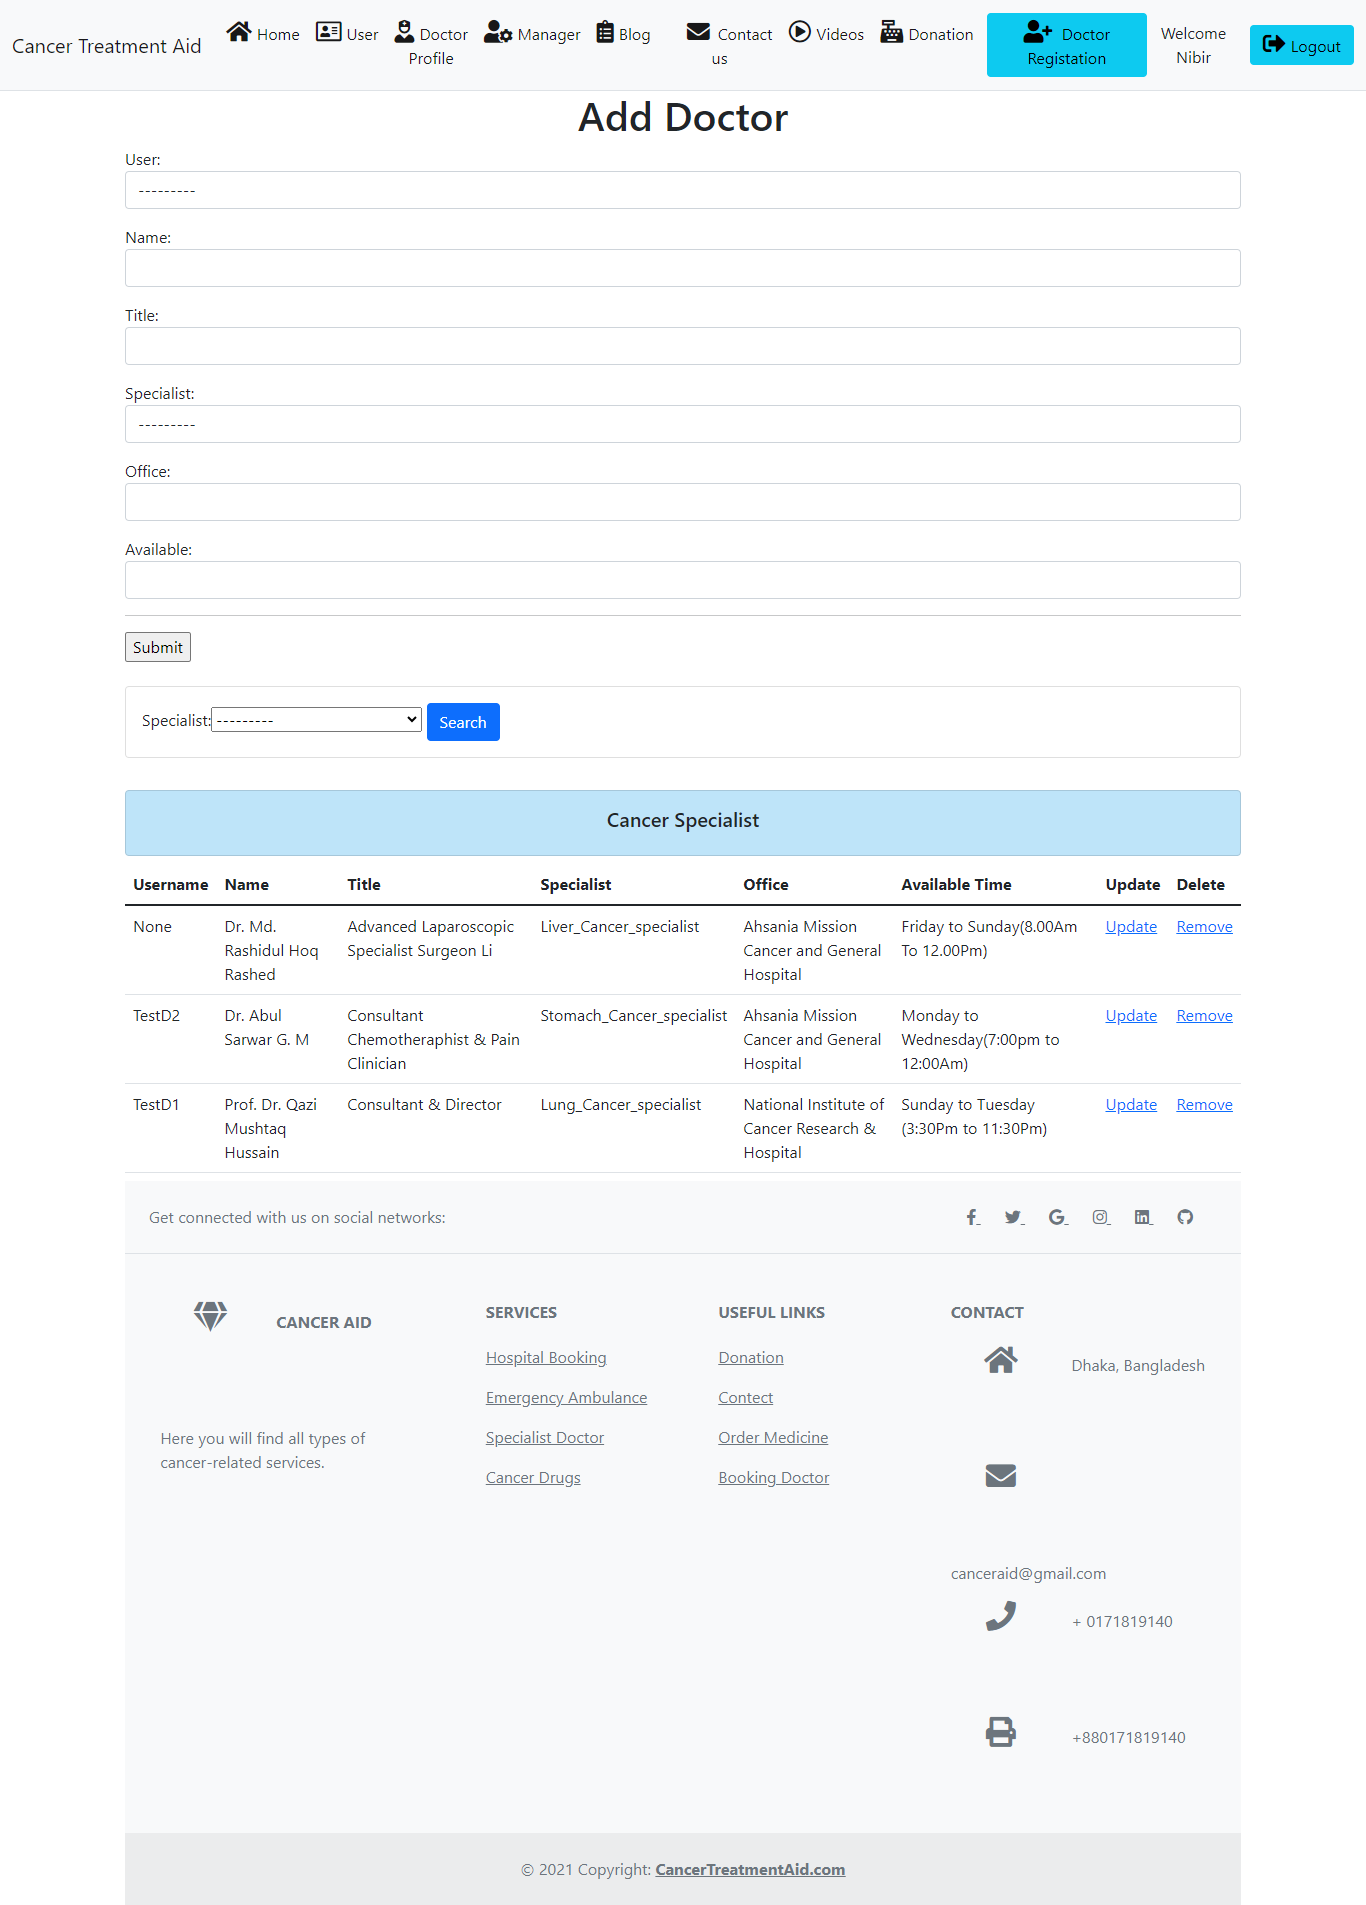 Cancer Treatment Aid
Home
User
Doctor Profile
Manager
Blog
Contact us
Videos
Donation
Doctor Registation
Welcome Nibir
Logout
Add Doctor
User:
---------
Name:
Title:
Specialist:
---------
Office:
Available:
Submit
Specialist: --------- Search
Cancer Specialist
Username Name Title Specialist Office Available Time Update Delete
None Dr. Md. Rashidul Hoq Rashed Advanced Laparoscopic Specialist Surgeon Li Liver_Cancer_specialist Ahsania Mission Cancer and General Hospital Friday to Sunday(8.00Am To 12.00Pm) Update Remove
TestD2 Dr. Abul Sarwar G. M Consultant Chemotheraphist & Pain Clinician Stomach_Cancer_specialist Ahsania Mission Cancer and General Hospital Monday to Wednesday(7:00pm to 12:00Am) Update Remove
TestD1 Prof. Dr. Qazi Mushtaq Hussain Consultant & Director Lung_Cancer_specialist National Institute of Cancer Research & Hospital Sunday to Tuesday (3:30Pm to 11:30Pm) Update Remove
Get connected with us on social networks:
CANCER AID
Here you will find all types of
cancer-related services.
SERVICES
Hospital Booking
Emergency Ambulance
Specialist Doctor
Cancer Drugs
USEFUL LINKS
Donation
Contect
Order Medicine
Booking Doctor
CONTACT
Dhaka, Bangladesh
canceraid@gmail.com
+ 0171819140
+880171819140
© 2021 Copyright: CancerTreatmentAid.com